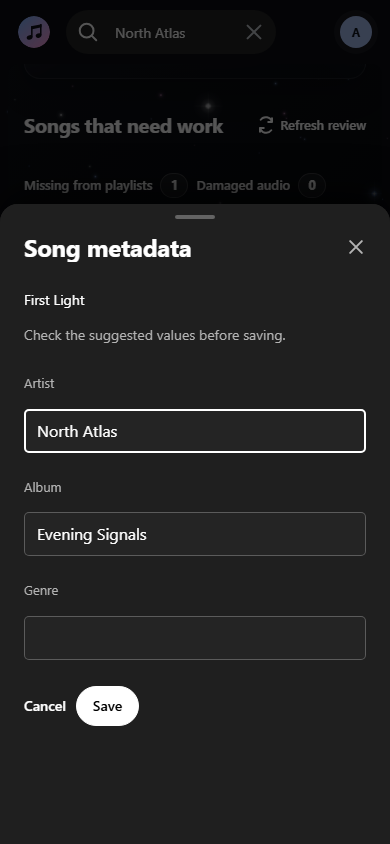 North Atlas
A
Songs that need work
Refresh review
Missing from playlists 1 Damaged audio 0
Song metadata
First Light
Check the suggested values before saving.
Artist
North Atlas
Album
Evening Signals
Genre
Cancel Save